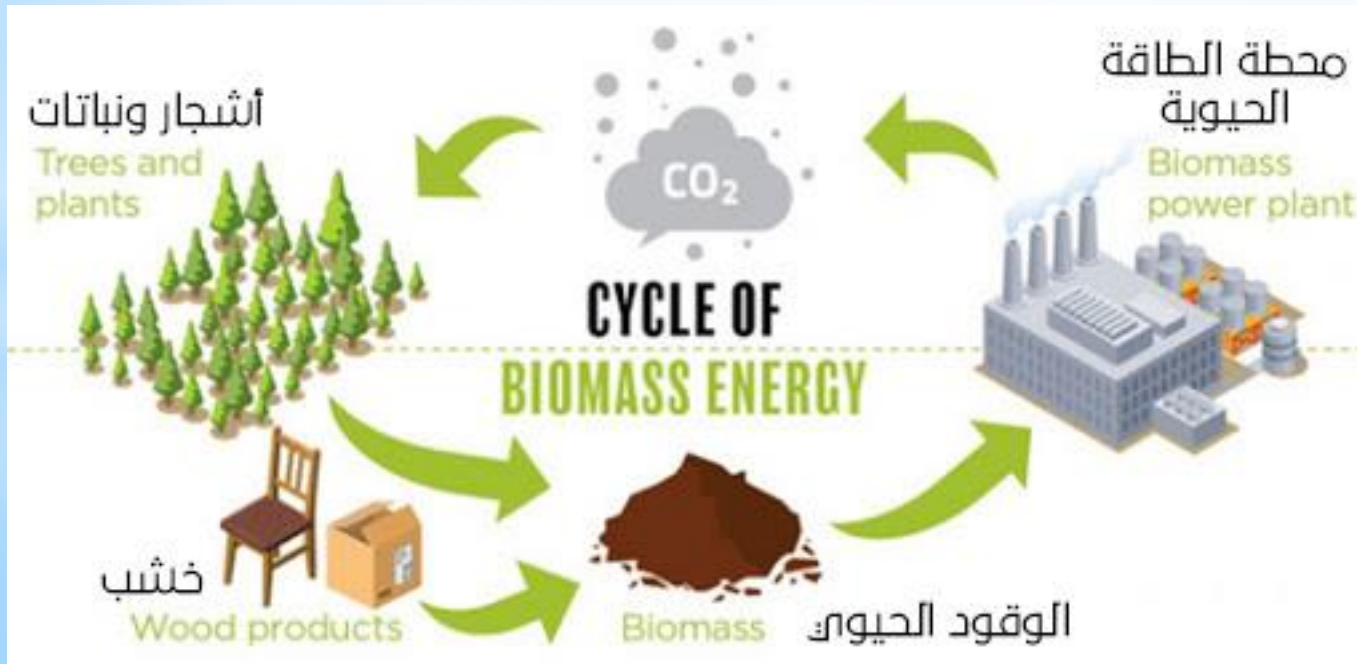 أشجار ونباتات
Trees and
plants
CO₂
محطة الطاقة
الحيوية
Biomass
power plant
CYCLE OF
BIOMASS ENERGY
خشب
Wood products
Biomass
الوقود الحيوي